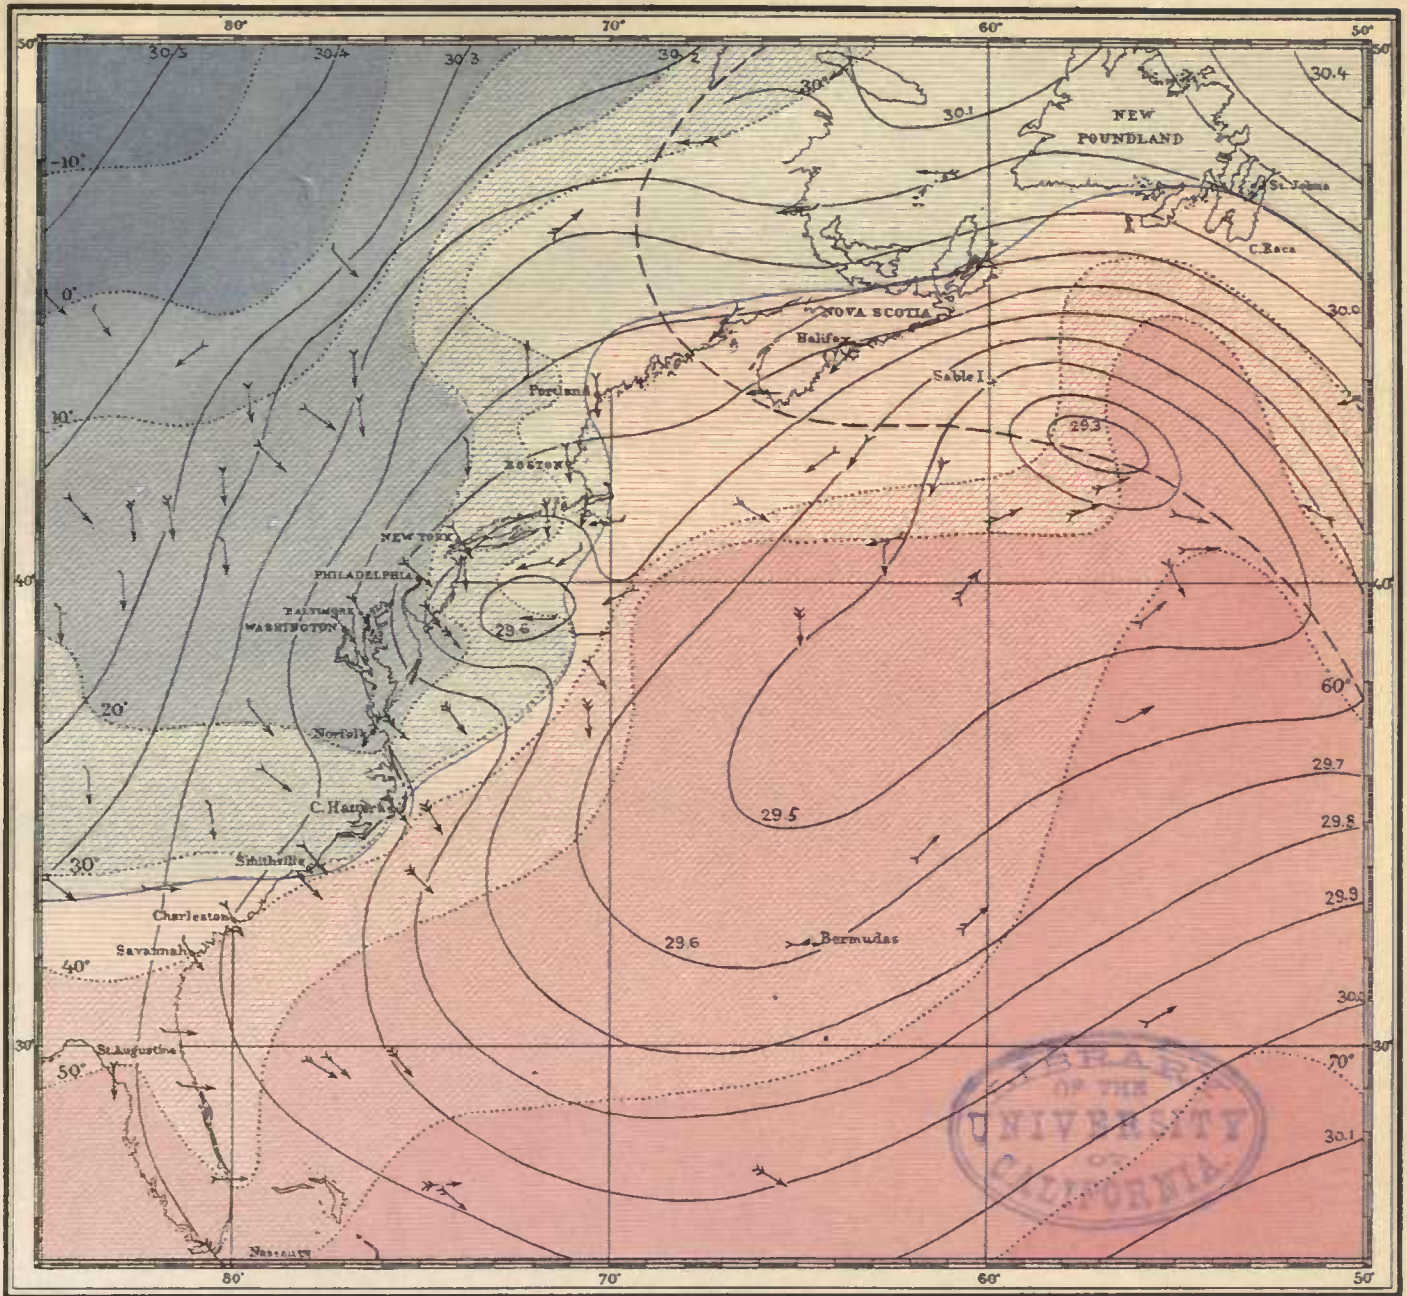 80°
70°
60°
50°
50°
50°
30.5
30.4
30.3
30.2
30.1
30.4
NEW
FOUNDLAND
-10°
St. Johns
C. Race
0°
NOVA SCOTIA
30.0
Halifax
Sable I.
Portland
10°
29.3
BOSTON
NEW YORK
PHILADELPHIA
40°
40°
BALTIMORE
WASHINGTON
29.6
60°
20°
Norfolk
29.7
C. Hatteras
29.5
29.8
30°
Smithville
29.9
Charleston
29.6
Bermudas
Savannah
40°
30.0
30°
St. Augustine
30°
50°
70°
LIBRARY
OF THE
UNIVERSITY
OF
CALIFORNIA
30.1
80°
70°
60°
50°